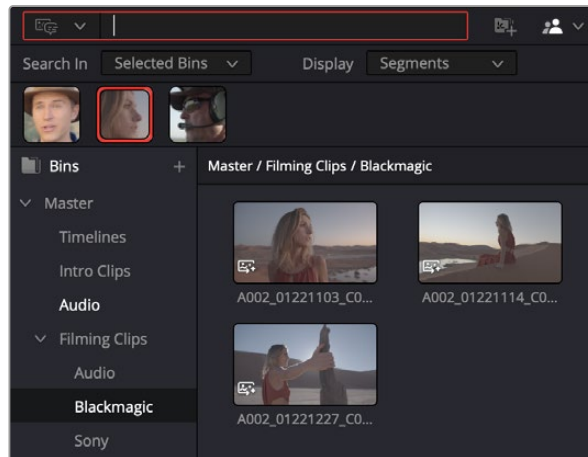 Search In Selected Bins Display Segments
Bins
Master / Filming Clips / Blackmagic
Master
Timelines
Intro Clips
Audio
Filming Clips
Audio
Blackmagic
Sony
A002_01221103_C0...
A002_01221114_C0...
A002_01221227_C0...